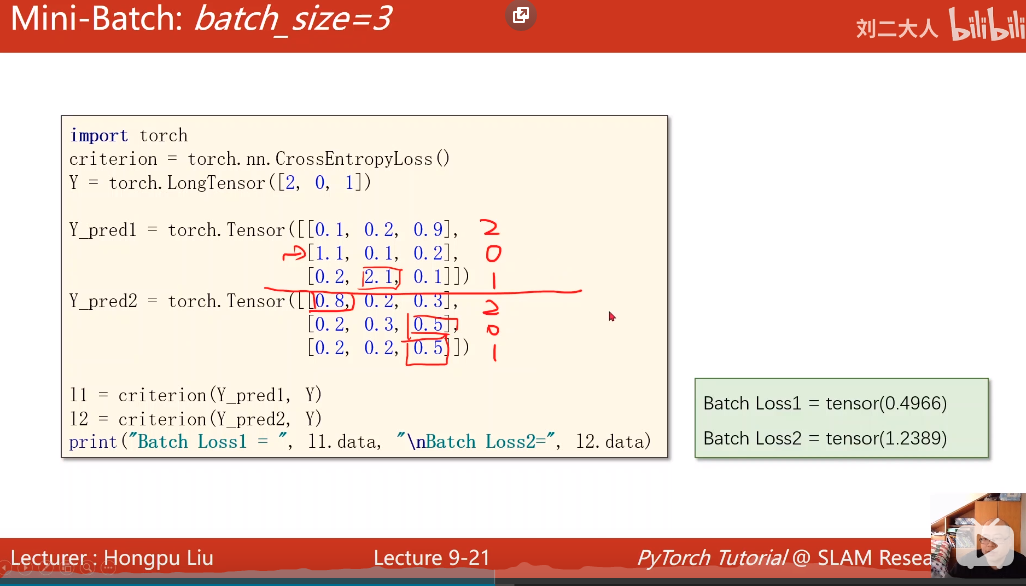 Mini-Batch: batch_size=3
刘二大人 bilibili
import torch
criterion = torch.nn.CrossEntropyLoss()
Y = torch.LongTensor([2, 0, 1])
Y_pred1 = torch.Tensor([[0.1, 0.2, 0.9], 2
[1.1, 0.1, 0.2], 0
[0.2, 2.1, 0.1]]) 1
Y_pred2 = torch.Tensor([[0.8, 0.2, 0.3], 2
[0.2, 0.3, 0.5], 0
[0.2, 0.2, 0.5]]) 1
l1 = criterion(Y_pred1, Y)
l2 = criterion(Y_pred2, Y)
print("Batch Loss1 = ", l1.data, "\nBatch Loss2=", l2.data)
Batch Loss1 = tensor(0.4966)
Batch Loss2 = tensor(1.2389)
Lecturer : Hongpu Liu
Lecture 9-21
PyTorch Tutorial @ SLAM Resea